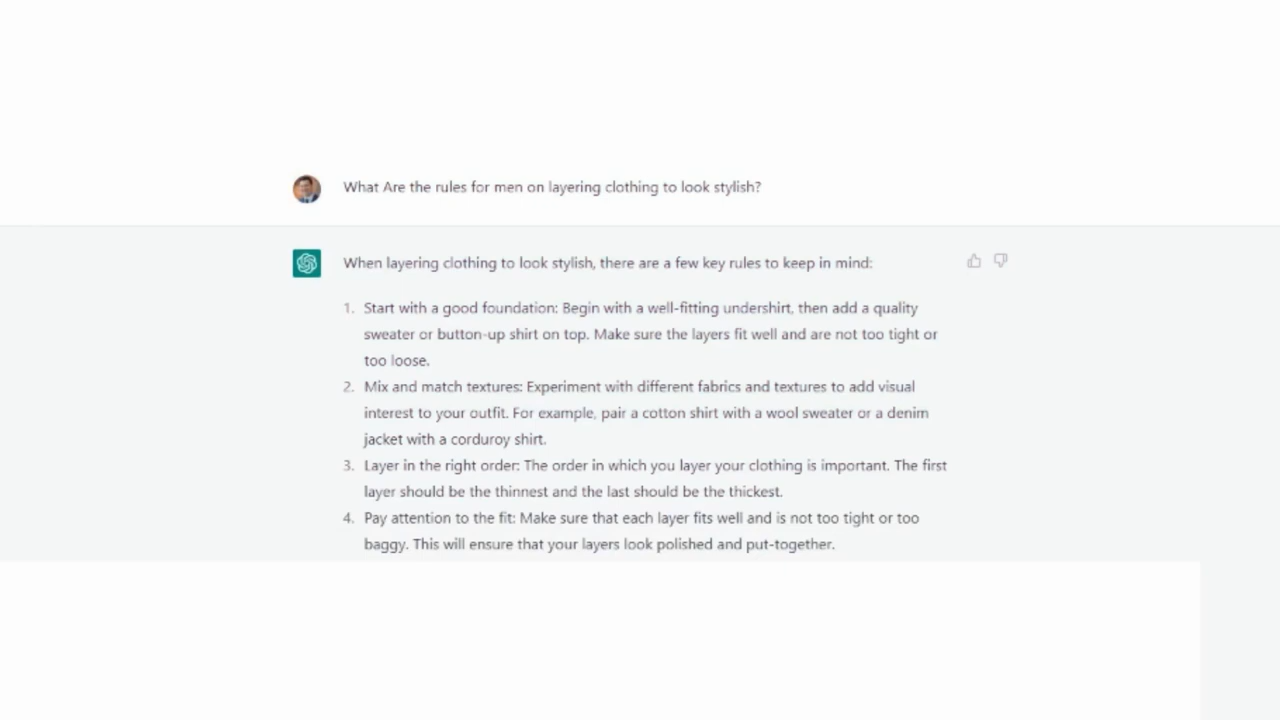 What Are the rules for men on layering clothing to look stylish?
When layering clothing to look stylish, there are a few key rules to keep in mind:
1. Start with a good foundation: Begin with a well-fitting undershirt, then add a quality
sweater or button-up shirt on top. Make sure the layers fit well and are not too tight or
too loose.
2. Mix and match textures: Experiment with different fabrics and textures to add visual
interest to your outfit. For example, pair a cotton shirt with a wool sweater or a denim
jacket with a corduroy shirt.
3. Layer in the right order: The order in which you layer your clothing is important. The first
layer should be the thinnest and the last should be the thickest.
4. Pay attention to the fit: Make sure that each layer fits well and is not too tight or too
baggy. This will ensure that your layers look polished and put-together.